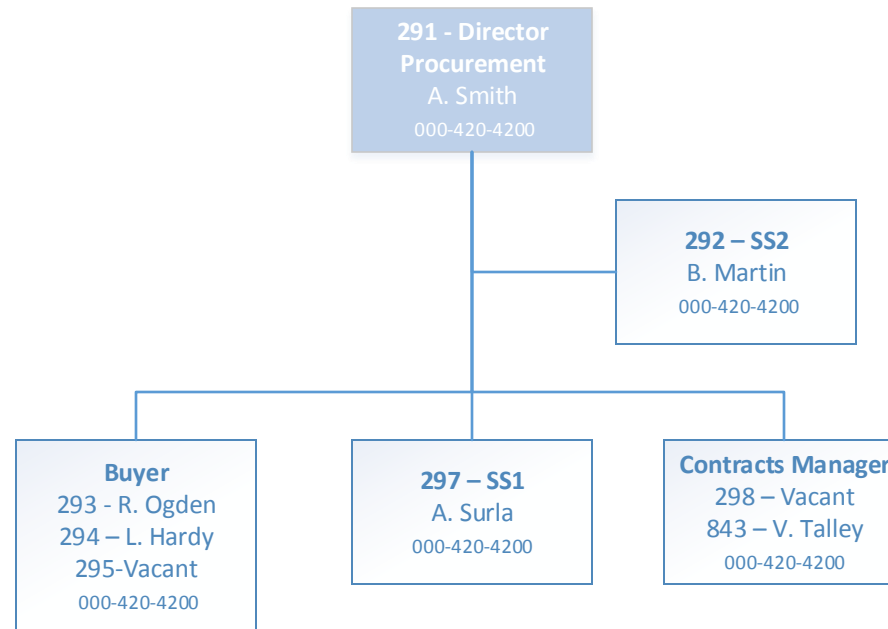 291 - Director
Procurement
A. Smith
000-420-4200
292 – SS2
B. Martin
000-420-4200
Buyer
293 - R. Ogden
294 – L. Hardy
295-Vacant
000-420-4200
297 – SS1
A. Surla
000-420-4200
Contracts Manager
298 – Vacant
843 – V. Talley
000-420-4200